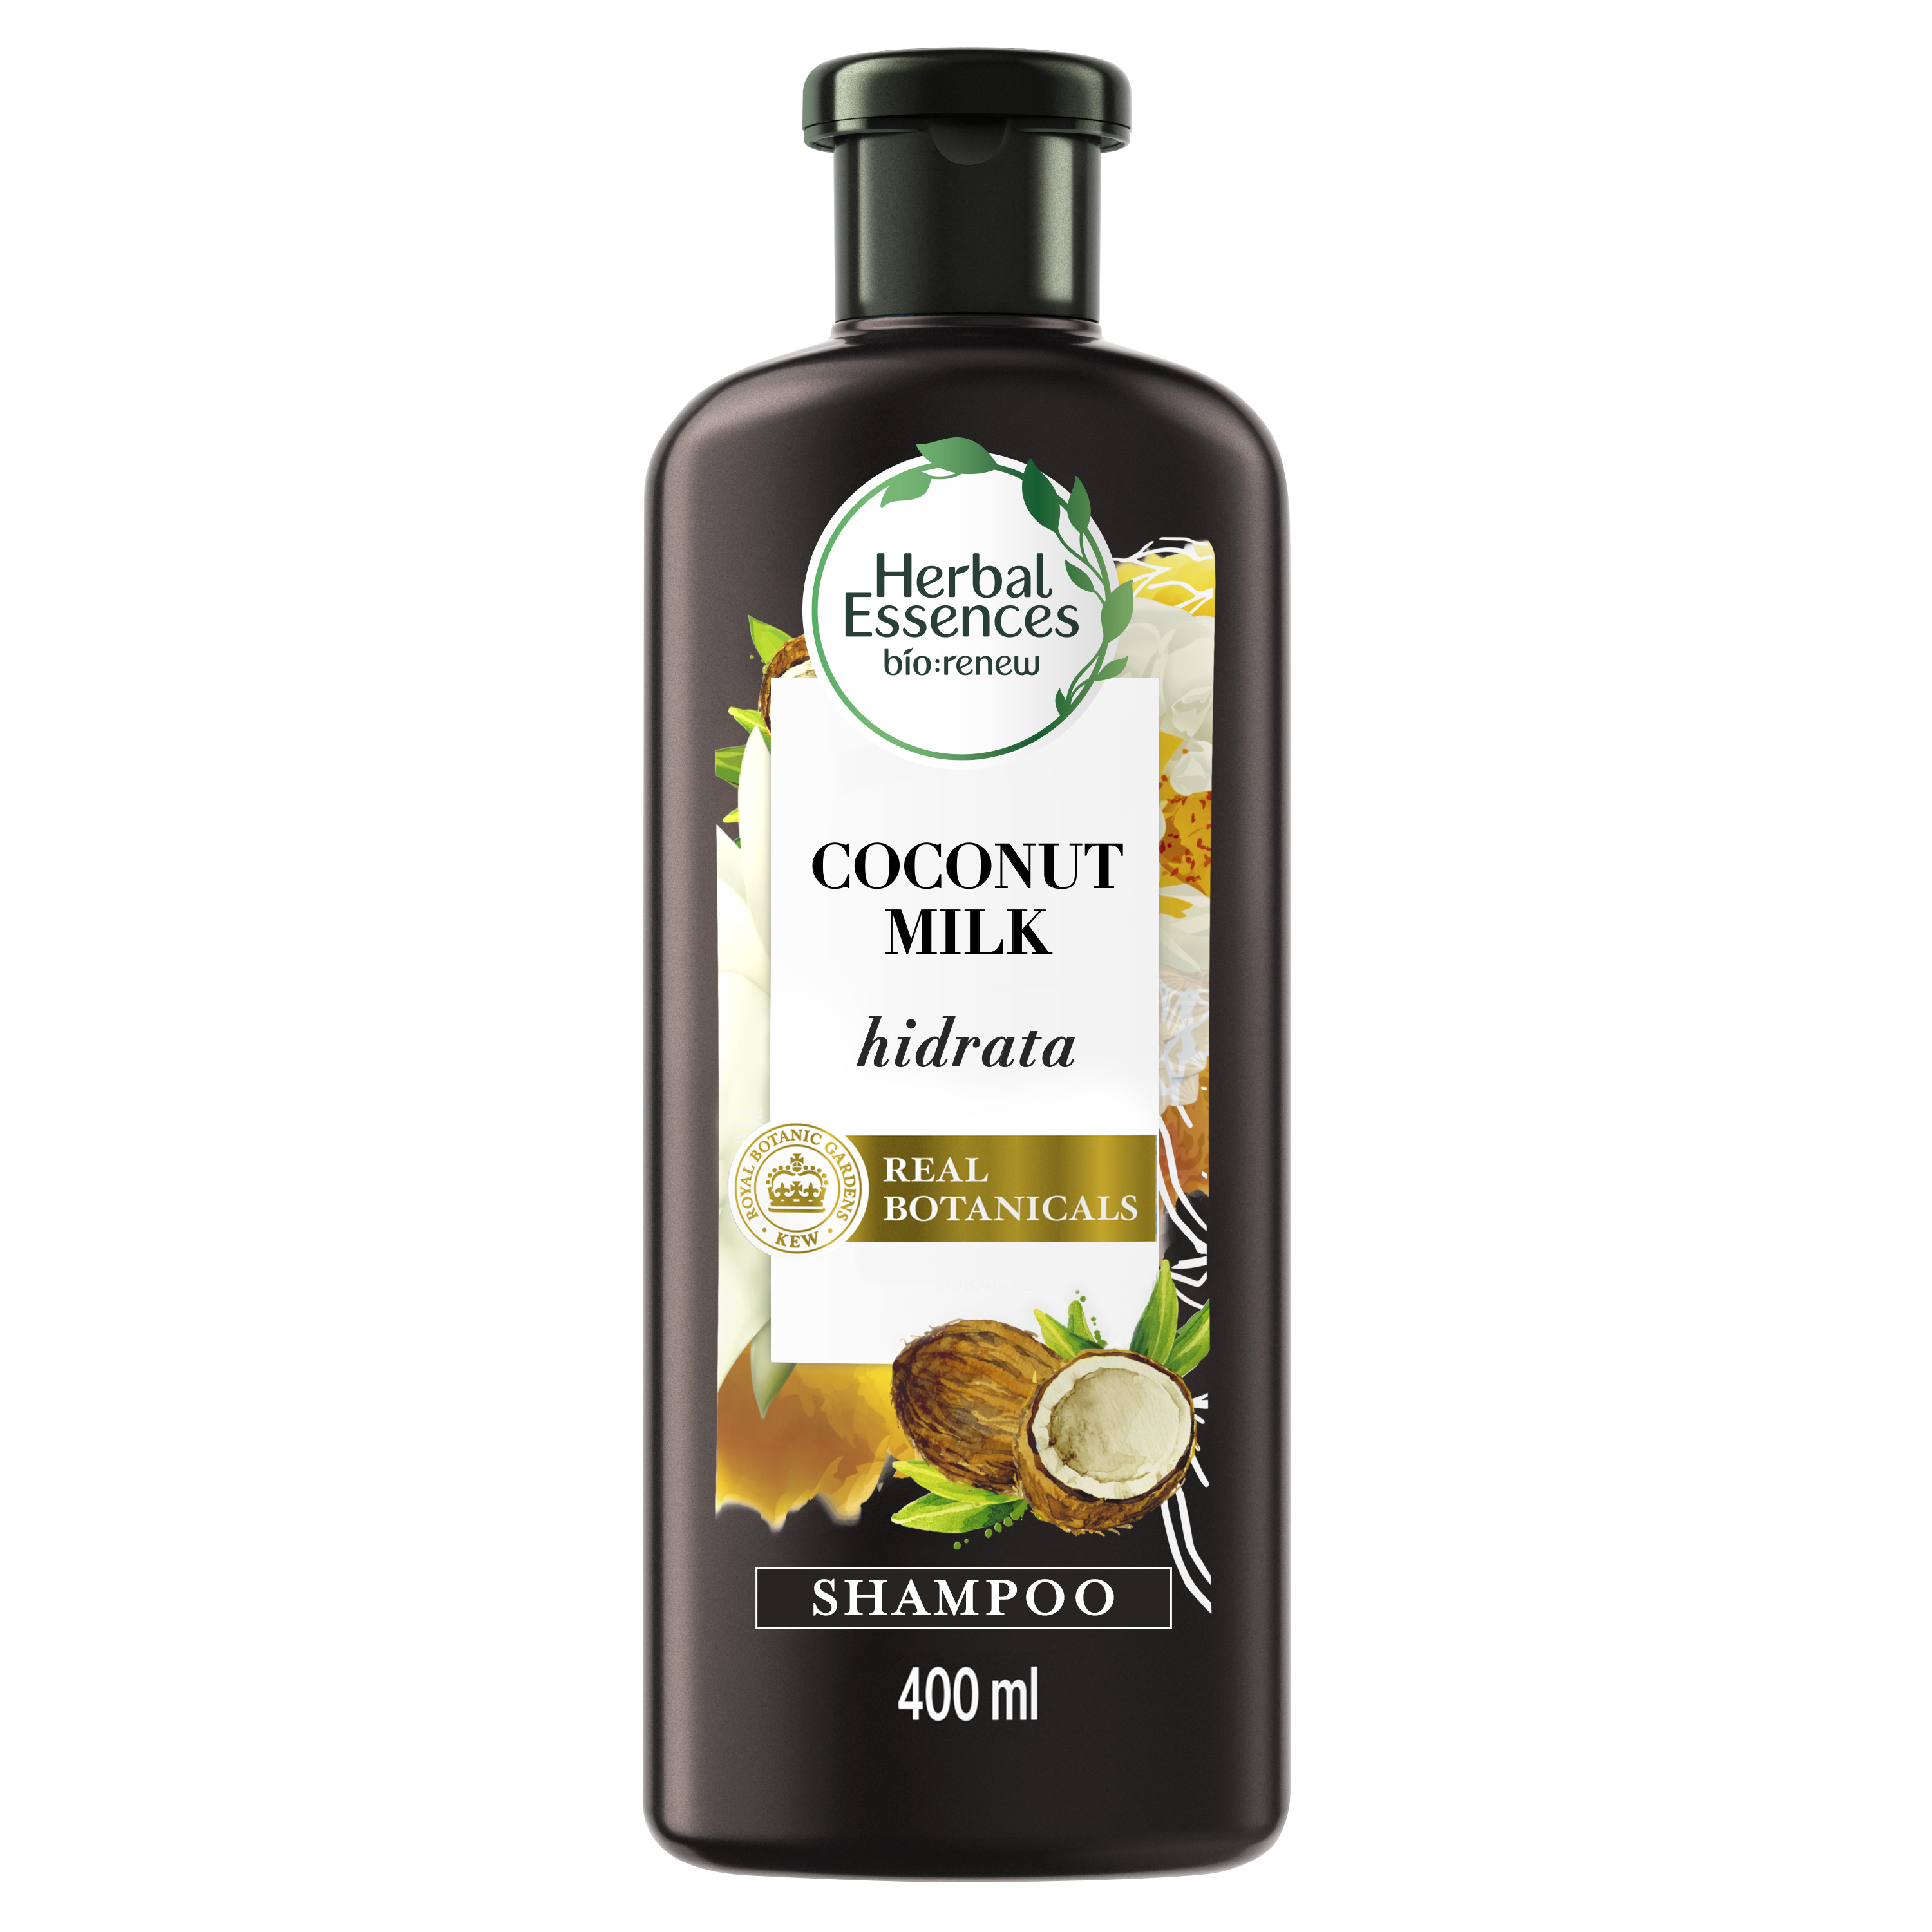 Herbal
Essences
bío:renew
COCONUT
MILK
hidrata
ROYAL BOTANIC GARDENS
• KEW •
REAL
BOTANICALS
SHAMPOO
400 ml